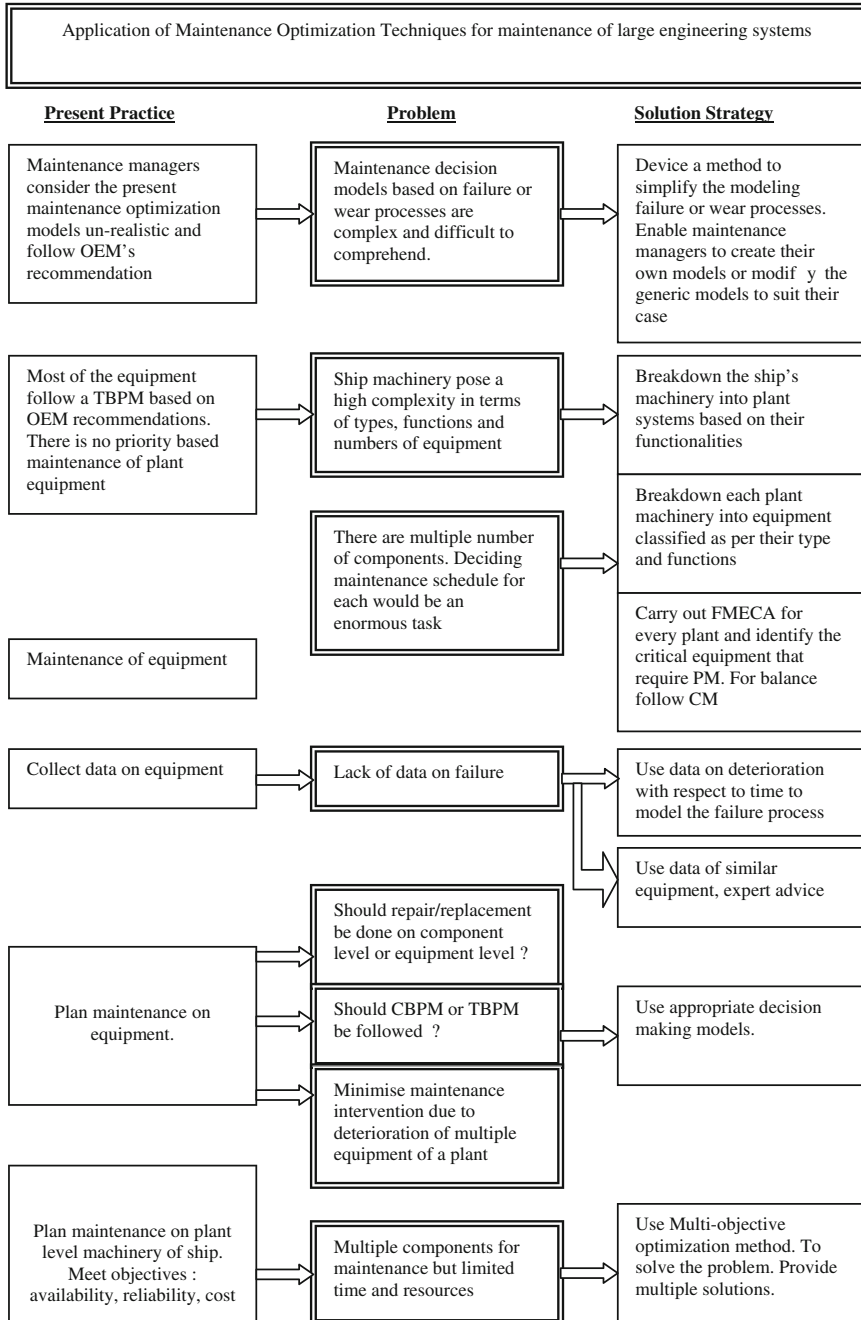 Application of Maintenance Optimization Techniques for maintenance of large engineering systems
Present Practice
Problem
Solution Strategy
Maintenance managers
consider the present
maintenance optimization
models un-realistic and
follow OEM's
recommendation
Maintenance decision
models based on failure or
wear processes are
complex and difficult to
comprehend.
Device a method to
simplify the modeling
failure or wear processes.
Enable maintenance
managers to create their
own models or modif y the
generic models to suit their
case
Most of the equipment
follow a TBPM based on
OEM recommendations.
There is no priority based
maintenance of plant
equipment
Ship machinery pose a
high complexity in terms
of types, functions and
numbers of equipment
Breakdown the ship's
machinery into plant
systems based on their
functionalities
There are multiple number
of components. Deciding
maintenance schedule for
each would be an
enormous task
Breakdown each plant
machinery into equipment
classified as per their type
and functions
Maintenance of equipment
Carry out FMECA for
every plant and identify the
critical equipment that
require PM. For balance
follow CM
Collect data on equipment
Lack of data on failure
Use data on deterioration
with respect to time to
model the failure process
Use data of similar
equipment, expert advice
Plan maintenance on
equipment.
Should repair/replacement
be done on component
level or equipment level ?
Should CBPM or TBPM
be followed ?
Minimise maintenance
intervention due to
deterioration of multiple
equipment of a plant
Use appropriate decision
making models.
Plan maintenance on plant
level machinery of ship.
Meet objectives :
availability, reliability, cost
Multiple components for
maintenance but limited
time and resources
Use Multi-objective
optimization method. To
solve the problem. Provide
multiple solutions.